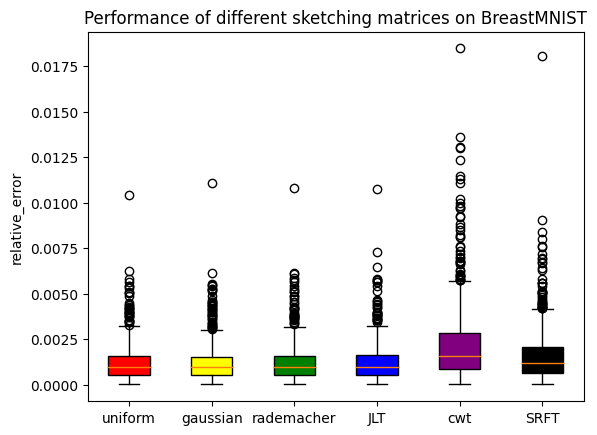 Performance of different sketching matrices on BreastMNIST
relative_error
0.0175
0.0150
0.0125
0.0100
0.0075
0.0050
0.0025
0.0000
uniform gaussian rademacher JLT cwt SRFT